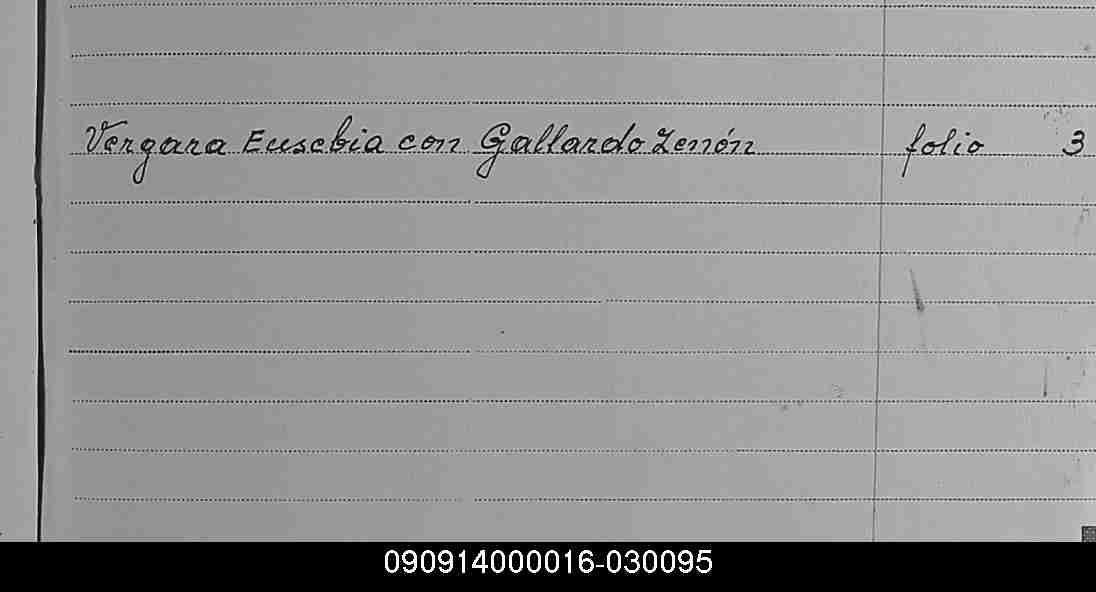 Vergara Eusebia con Gallardo Zenón folio 3
090914000016-030095